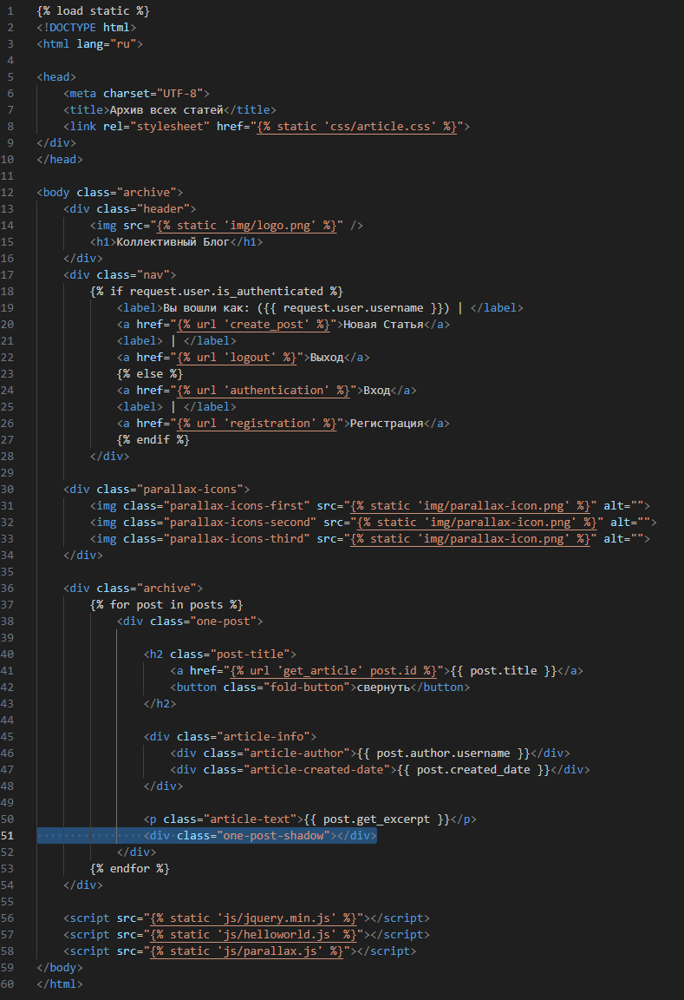 1 {% load static %}
2 <!DOCTYPE html>
3 <html lang="ru">
4
5 <head>
6     <meta charset="UTF-8">
7     <title>Архив всех статей</title>
8     <link rel="stylesheet" href="{% static 'css/article.css' %}">
9 </div>
10 </head>
11
12 <body class="archive">
13     <div class="header">
14         <img src="{% static 'img/logo.png' %}" />
15         <h1>Коллективный Блог</h1>
16     </div>
17     <div class="nav">
18         {% if request.user.is_authenticated %}
19             <label>Вы вошли как: ({{ request.user.username }}) | </label>
20             <a href="{% url 'create_post' %}">Новая Статья</a>
21             <label> | </label>
22             <a href="{% url 'logout' %}">Выход</a>
23             {% else %}
24             <a href="{% url 'authentication' %}">Вход</a>
25             <label> | </label>
26             <a href="{% url 'registration' %}">Регистрация</a>
27             {% endif %}
28         </div>
29
30     <div class="parallax-icons">
31         <img class="parallax-icons-first" src="{% static 'img/parallax-icon.png' %}" alt="">
32         <img class="parallax-icons-second" src="{% static 'img/parallax-icon.png' %}" alt="">
33         <img class="parallax-icons-third" src="{% static 'img/parallax-icon.png' %}" alt="">
34     </div>
35
36     <div class="archive">
37         {% for post in posts %}
38             <div class="one-post">
39
40                 <h2 class="post-title">
41                     <a href="{% url 'get_article' post.id %}">{{ post.title }}</a>
42                     <button class="fold-button">свернуть</button>
43                 </h2>
44
45                 <div class="article-info">
46                     <div class="article-author">{{ post.author.username }}</div>
47                     <div class="article-created-date">{{ post.created_date }}</div>
48                 </div>
49
50                 <p class="article-text">{{ post.get_excerpt }}</p>
51                 <div class="one-post-shadow"></div>
52             </div>
53         {% endfor %}
54     </div>
55
56     <script src="{% static 'js/jquery.min.js' %}"></script>
57     <script src="{% static 'js/helloworld.js' %}"></script>
58     <script src="{% static 'js/parallax.js' %}"></script>
59 </body>
60 </html>